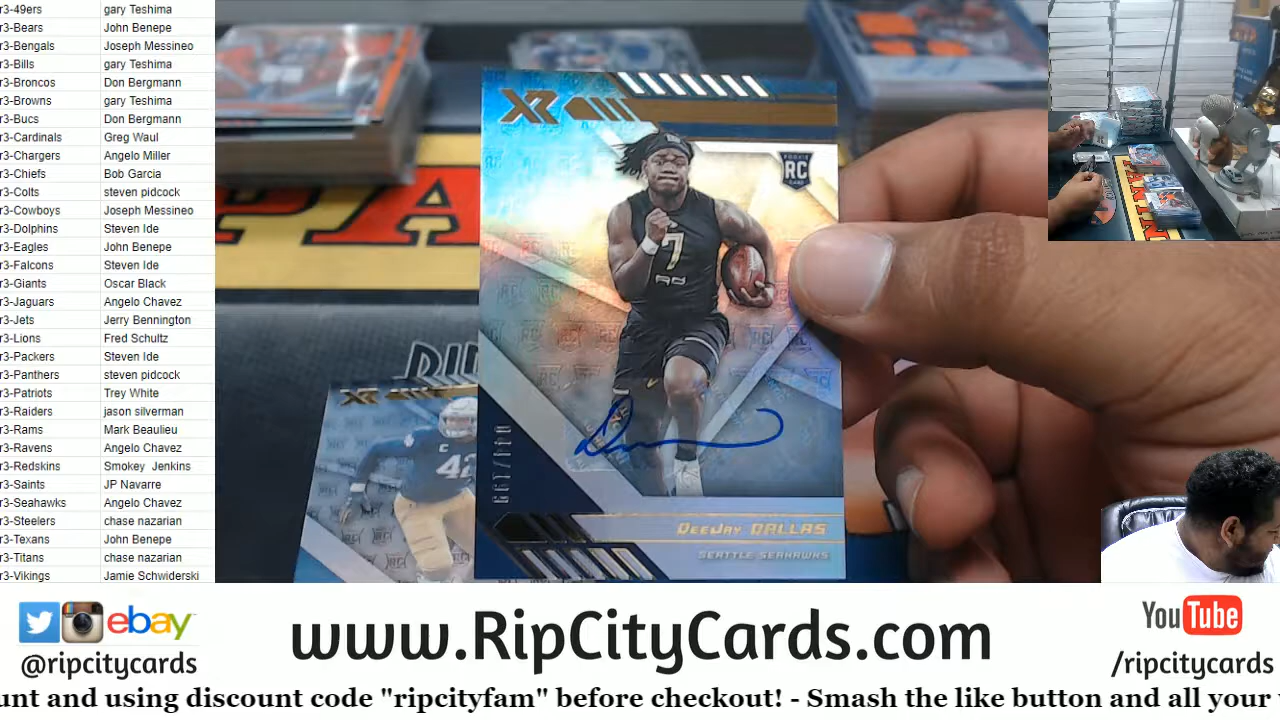 r3-49ers gary Teshima
r3-Bears John Benepe
r3-Bengals Joseph Messineo
r3-Bills gary Teshima
r3-Broncos Don Bergmann
r3-Browns gary Teshima
r3-Bucs Don Bergmann
r3-Cardinals Greg Waul
r3-Chargers Angelo Miller
r3-Chiefs Bob Garcia
r3-Colts steven pidcock
r3-Cowboys Joseph Messineo
r3-Dolphins Steven Ide
r3-Eagles John Benepe
r3-Falcons Steven Ide
r3-Giants Oscar Black
r3-Jaguars Angelo Chavez
r3-Jets Jerry Bennington
r3-Lions Fred Schultz
r3-Packers Steven Ide
r3-Panthers steven pidcock
r3-Patriots Trey White
r3-Raiders jason silverman
r3-Rams Mark Beaulieu
r3-Ravens Angelo Chavez
r3-Redskins Smokey Jenkins
r3-Saints JP Navarre
r3-Seahawks Angelo Chavez
r3-Steelers chase nazarian
r3-Texans John Benepe
r3-Titans chase nazarian
r3-Vikings Jamie Schwiderski
XR
ROOKIE
RC
CARD
7
DEEJAY DALLAS
SEATTLE SEAHAWKS
XR
C
42
PANINI
ebay
@ripcitycards
www.RipCityCards.com
YouTube
/ripcitycards
unt and using discount code "ripcityfam" before checkout! - Smash the like button and all your